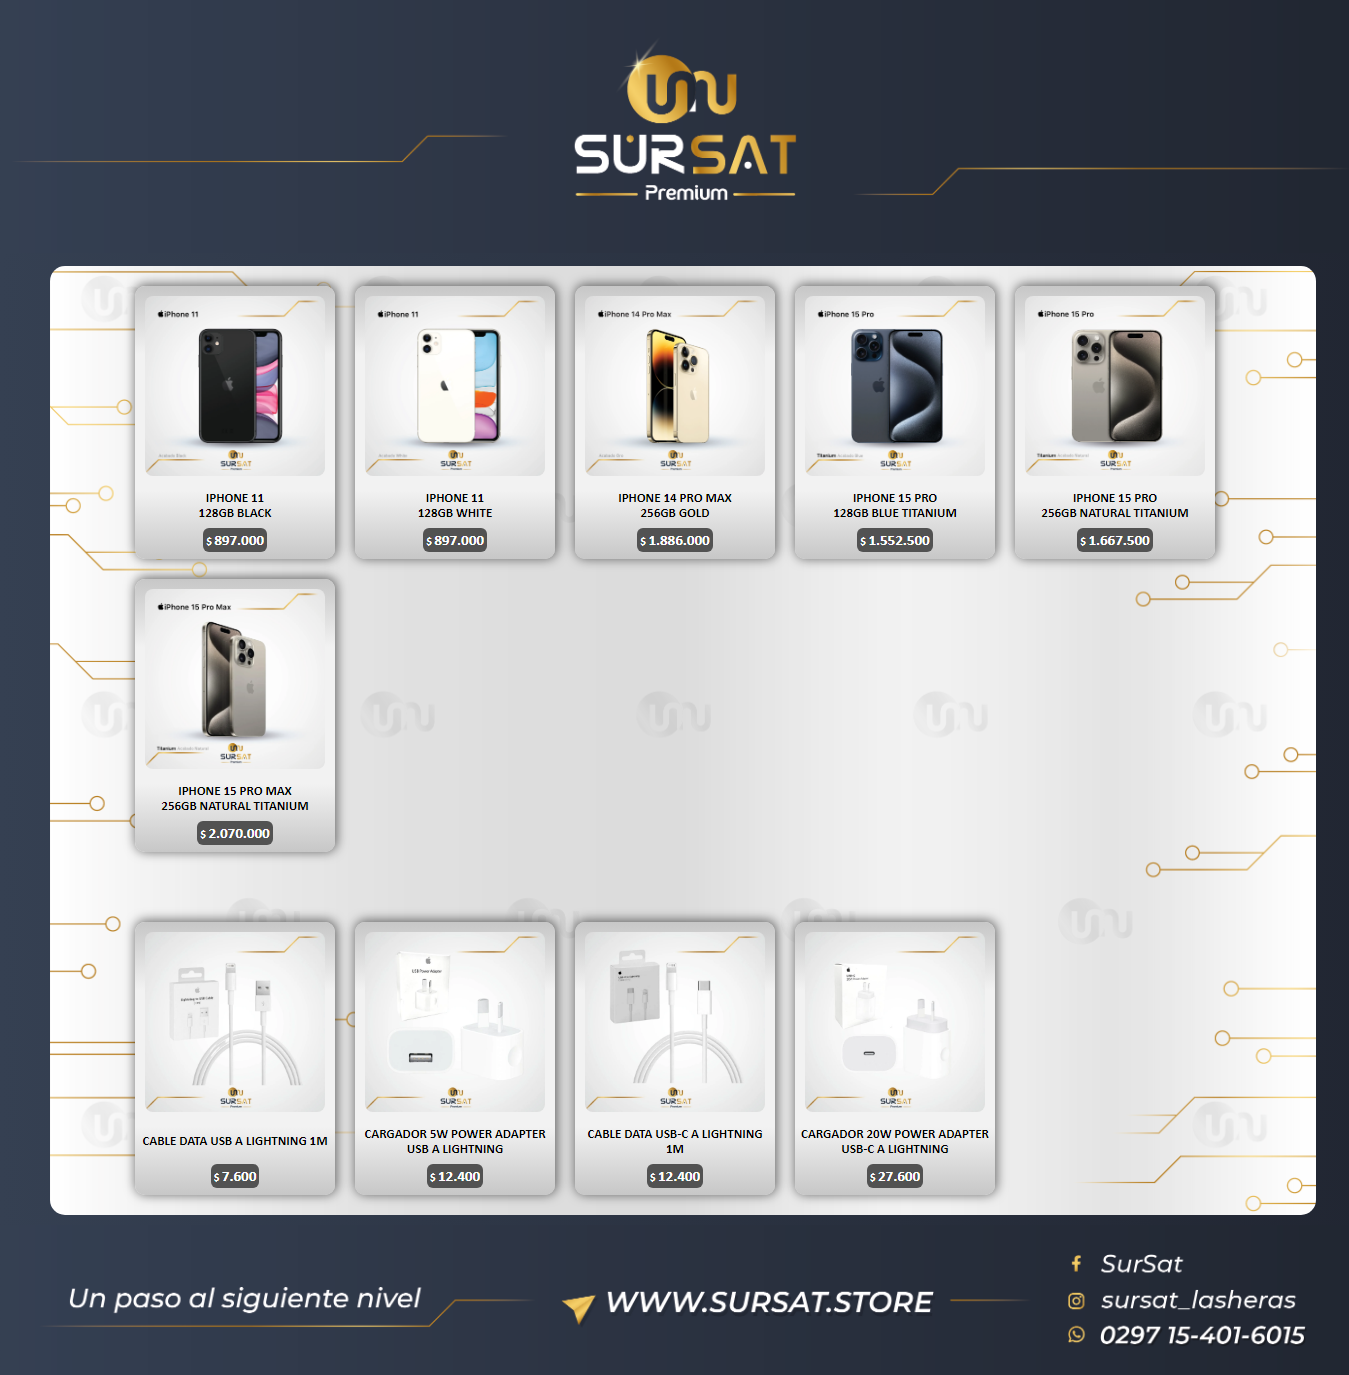 SURSAT
Premium
iPhone 11
SURSAT
IPHONE 11
128GB BLACK
$ 897.000
iPhone 11
SURSAT
IPHONE 11
128GB WHITE
$ 897.000
iPhone 14 Pro Max
SURSAT
IPHONE 14 PRO MAX
256GB GOLD
$ 1.886.000
iPhone 15 Pro
Titanium
SURSAT
IPHONE 15 PRO
128GB BLUE TITANIUM
$ 1.552.500
iPhone 15 Pro
Titanium
SURSAT
IPHONE 15 PRO
256GB NATURAL TITANIUM
$ 1.667.500
iPhone 15 Pro Max
Titanium
SURSAT
IPHONE 15 PRO MAX
256GB NATURAL TITANIUM
$ 2.070.000
SURSAT
CABLE DATA USB A LIGHTNING 1M
$ 7.600
USB Power Adapter
SURSAT
CARGADOR 5W POWER ADAPTER
USB A LIGHTNING
$ 12.400
SURSAT
CABLE DATA USB-C A LIGHTNING
1M
$ 12.400
SURSAT
CARGADOR 20W POWER ADAPTER
USB-C A LIGHTNING
$ 27.600
Un paso al siguiente nivel
WWW.SURSAT.STORE
SurSat
sursat_lasheras
0297 15-401-6015